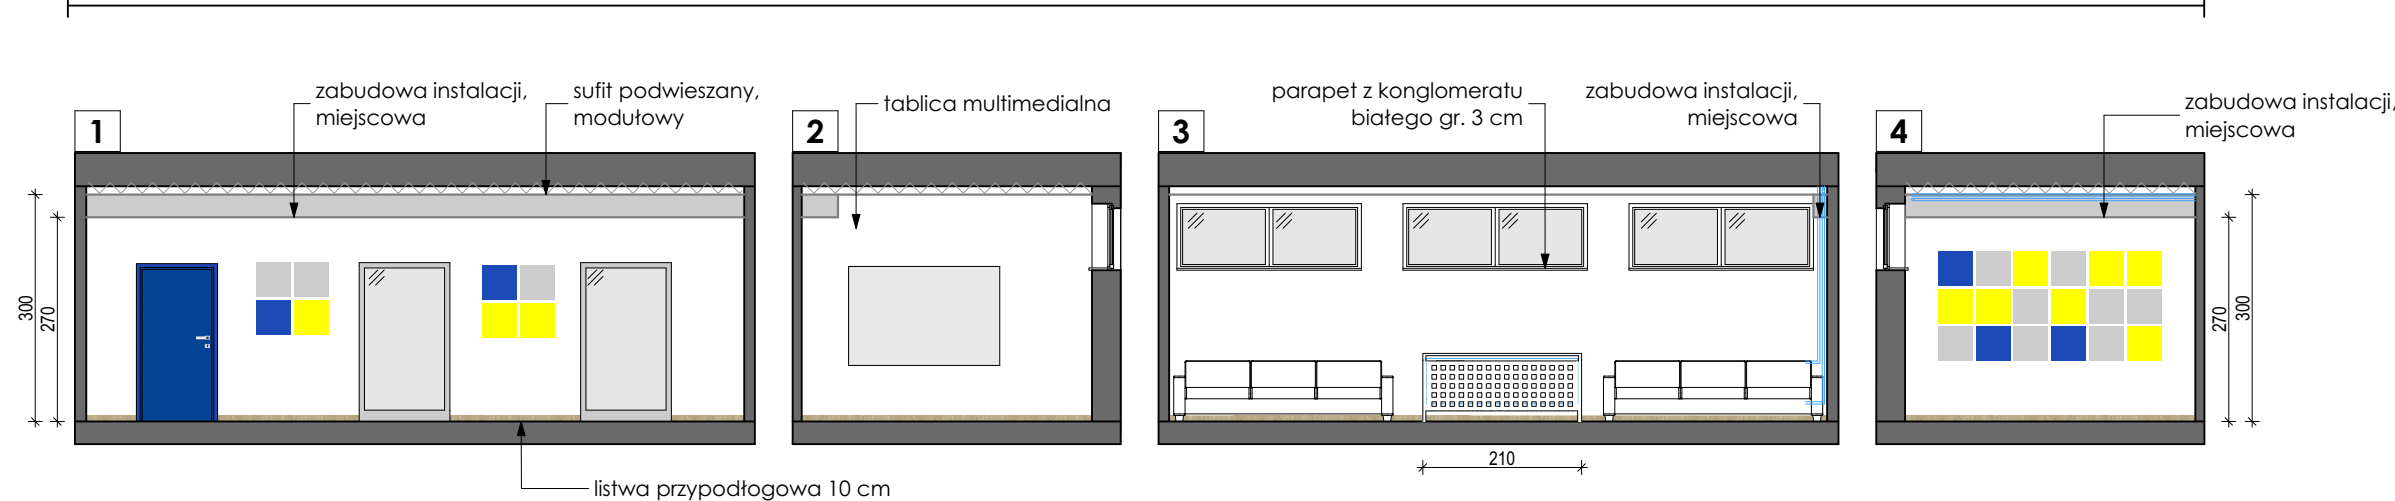 zabudowa instalacji,
miejscowa
sufit podwieszany,
modułowy
tablica multimedialna
parapet z konglomeratu
białego gr. 3 cm
zabudowa instalacji,
miejscowa
zabudowa instalacji,
miejscowa
1
2
3
4
300
270
270
300
210
listwa przypodłogowa 10 cm